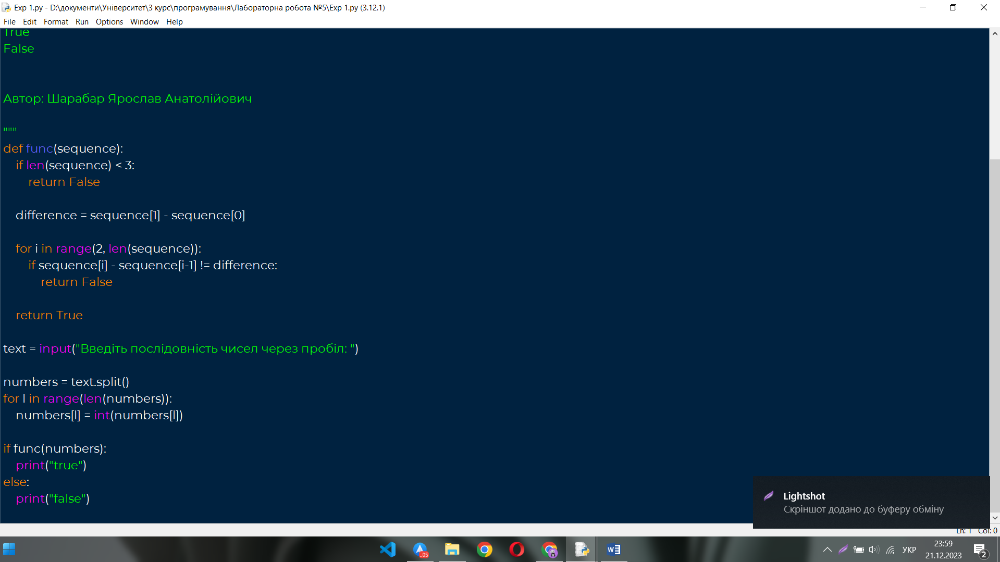 Exp 1.py - D:\документи\Університет\3 курс\програмування\Лабораторна робота №5\Exp 1.py (3.12.1)
File Edit Format Run Options Window Help
True
False
Автор: Шарабар Ярослав Анатолійович
"""
def func(sequence):
    if len(sequence) < 3:
        return False
    difference = sequence[1] - sequence[0]
    for i in range(2, len(sequence)):
        if sequence[i] - sequence[i-1] != difference:
            return False
    return True
text = input("Введіть послідовність чисел через пробіл: ")
numbers = text.split()
for l in range(len(numbers)):
    numbers[l] = int(numbers[l])
if func(numbers):
    print("true")
else:
    print("false")
Lightshot
Скріншот додано до буферу обміну
Ln: 1 Col: 0
..05
УКР
23:59
21.12.2023
2